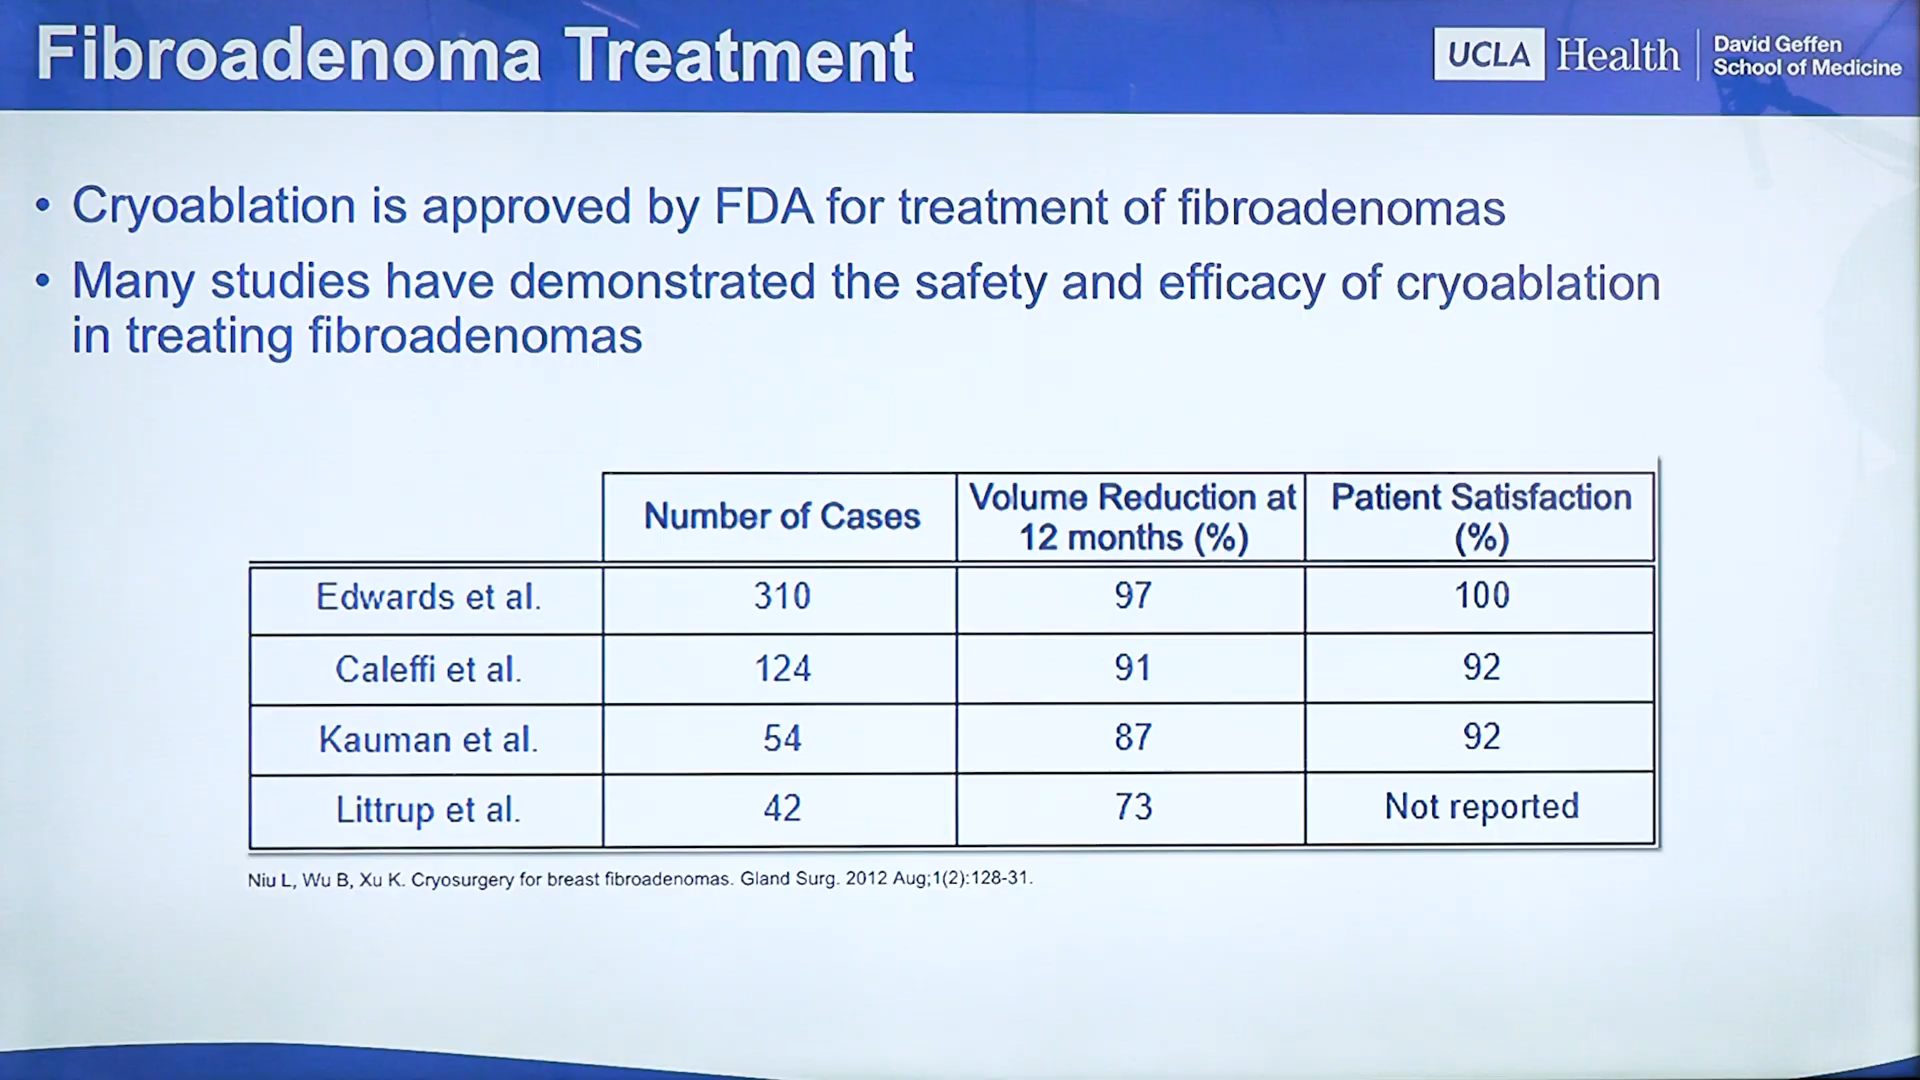 Fibroadenoma Treatment
UCLA Health
David Geffen
School of Medicine
• Cryoablation is approved by FDA for treatment of fibroadenomas
• Many studies have demonstrated the safety and efficacy of cryoablation
in treating fibroadenomas
Number of Cases
Volume Reduction at
12 months (%)
Patient Satisfaction
(%)
Edwards et al. 310 97 100
Caleffi et al. 124 91 92
Kauman et al. 54 87 92
Littrup et al. 42 73 Not reported
Niu L, Wu B, Xu K. Cryosurgery for breast fibroadenomas. Gland Surg. 2012 Aug;1(2):128-31.